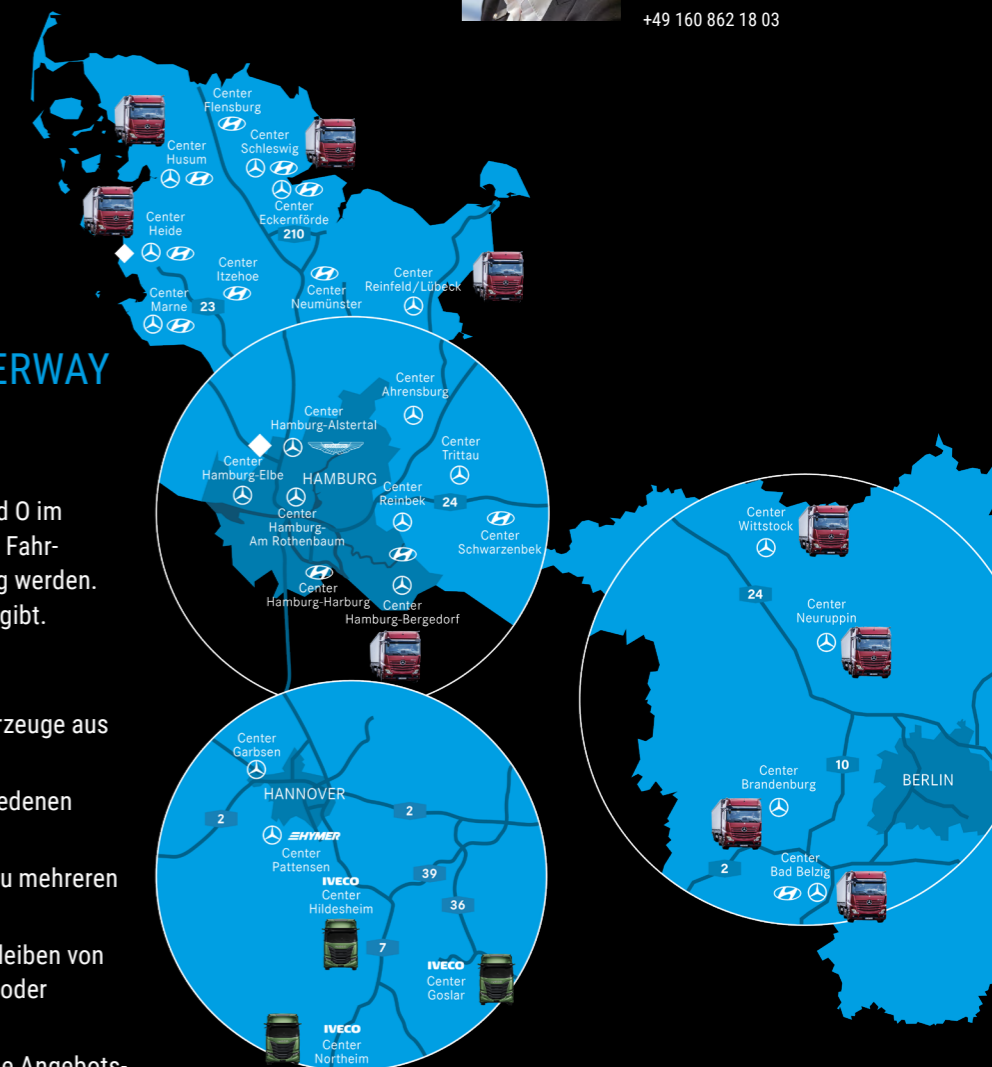 +49 160 862 18 03
Center
Flensburg
Center
Schleswig
Center
Husum
Center
Eckernförde
210
Center
Heide
Center
Itzehoe
Center
Neumünster
Center
Reinfeld/Lübeck
Center
Marne
23
ERWAY
d O im
Fahr-
g werden.
gibt.
rzeuge aus
edenen
u mehreren
leiben von
oder
e Angebots-
Center
Ahrensburg
Center
Hamburg-Alstertal
Center
Trittau
Center
Hamburg-Elbe
HAMBURG
Center
Reinbek
24
Center
Hamburg-
Am Rothenbaum
Center
Schwarzenbek
Center
Hamburg-Harburg
Center
Hamburg-Bergedorf
Center
Garbsen
HANNOVER
2
2
HYMER
Center
Pattensen
IVECO
Center
Hildesheim
39
36
7
IVECO
Center
Goslar
IVECO
Center
Northeim
Center
Wittstock
24
Center
Neuruppin
10
BERLIN
Center
Brandenburg
2
Center
Bad Belzig